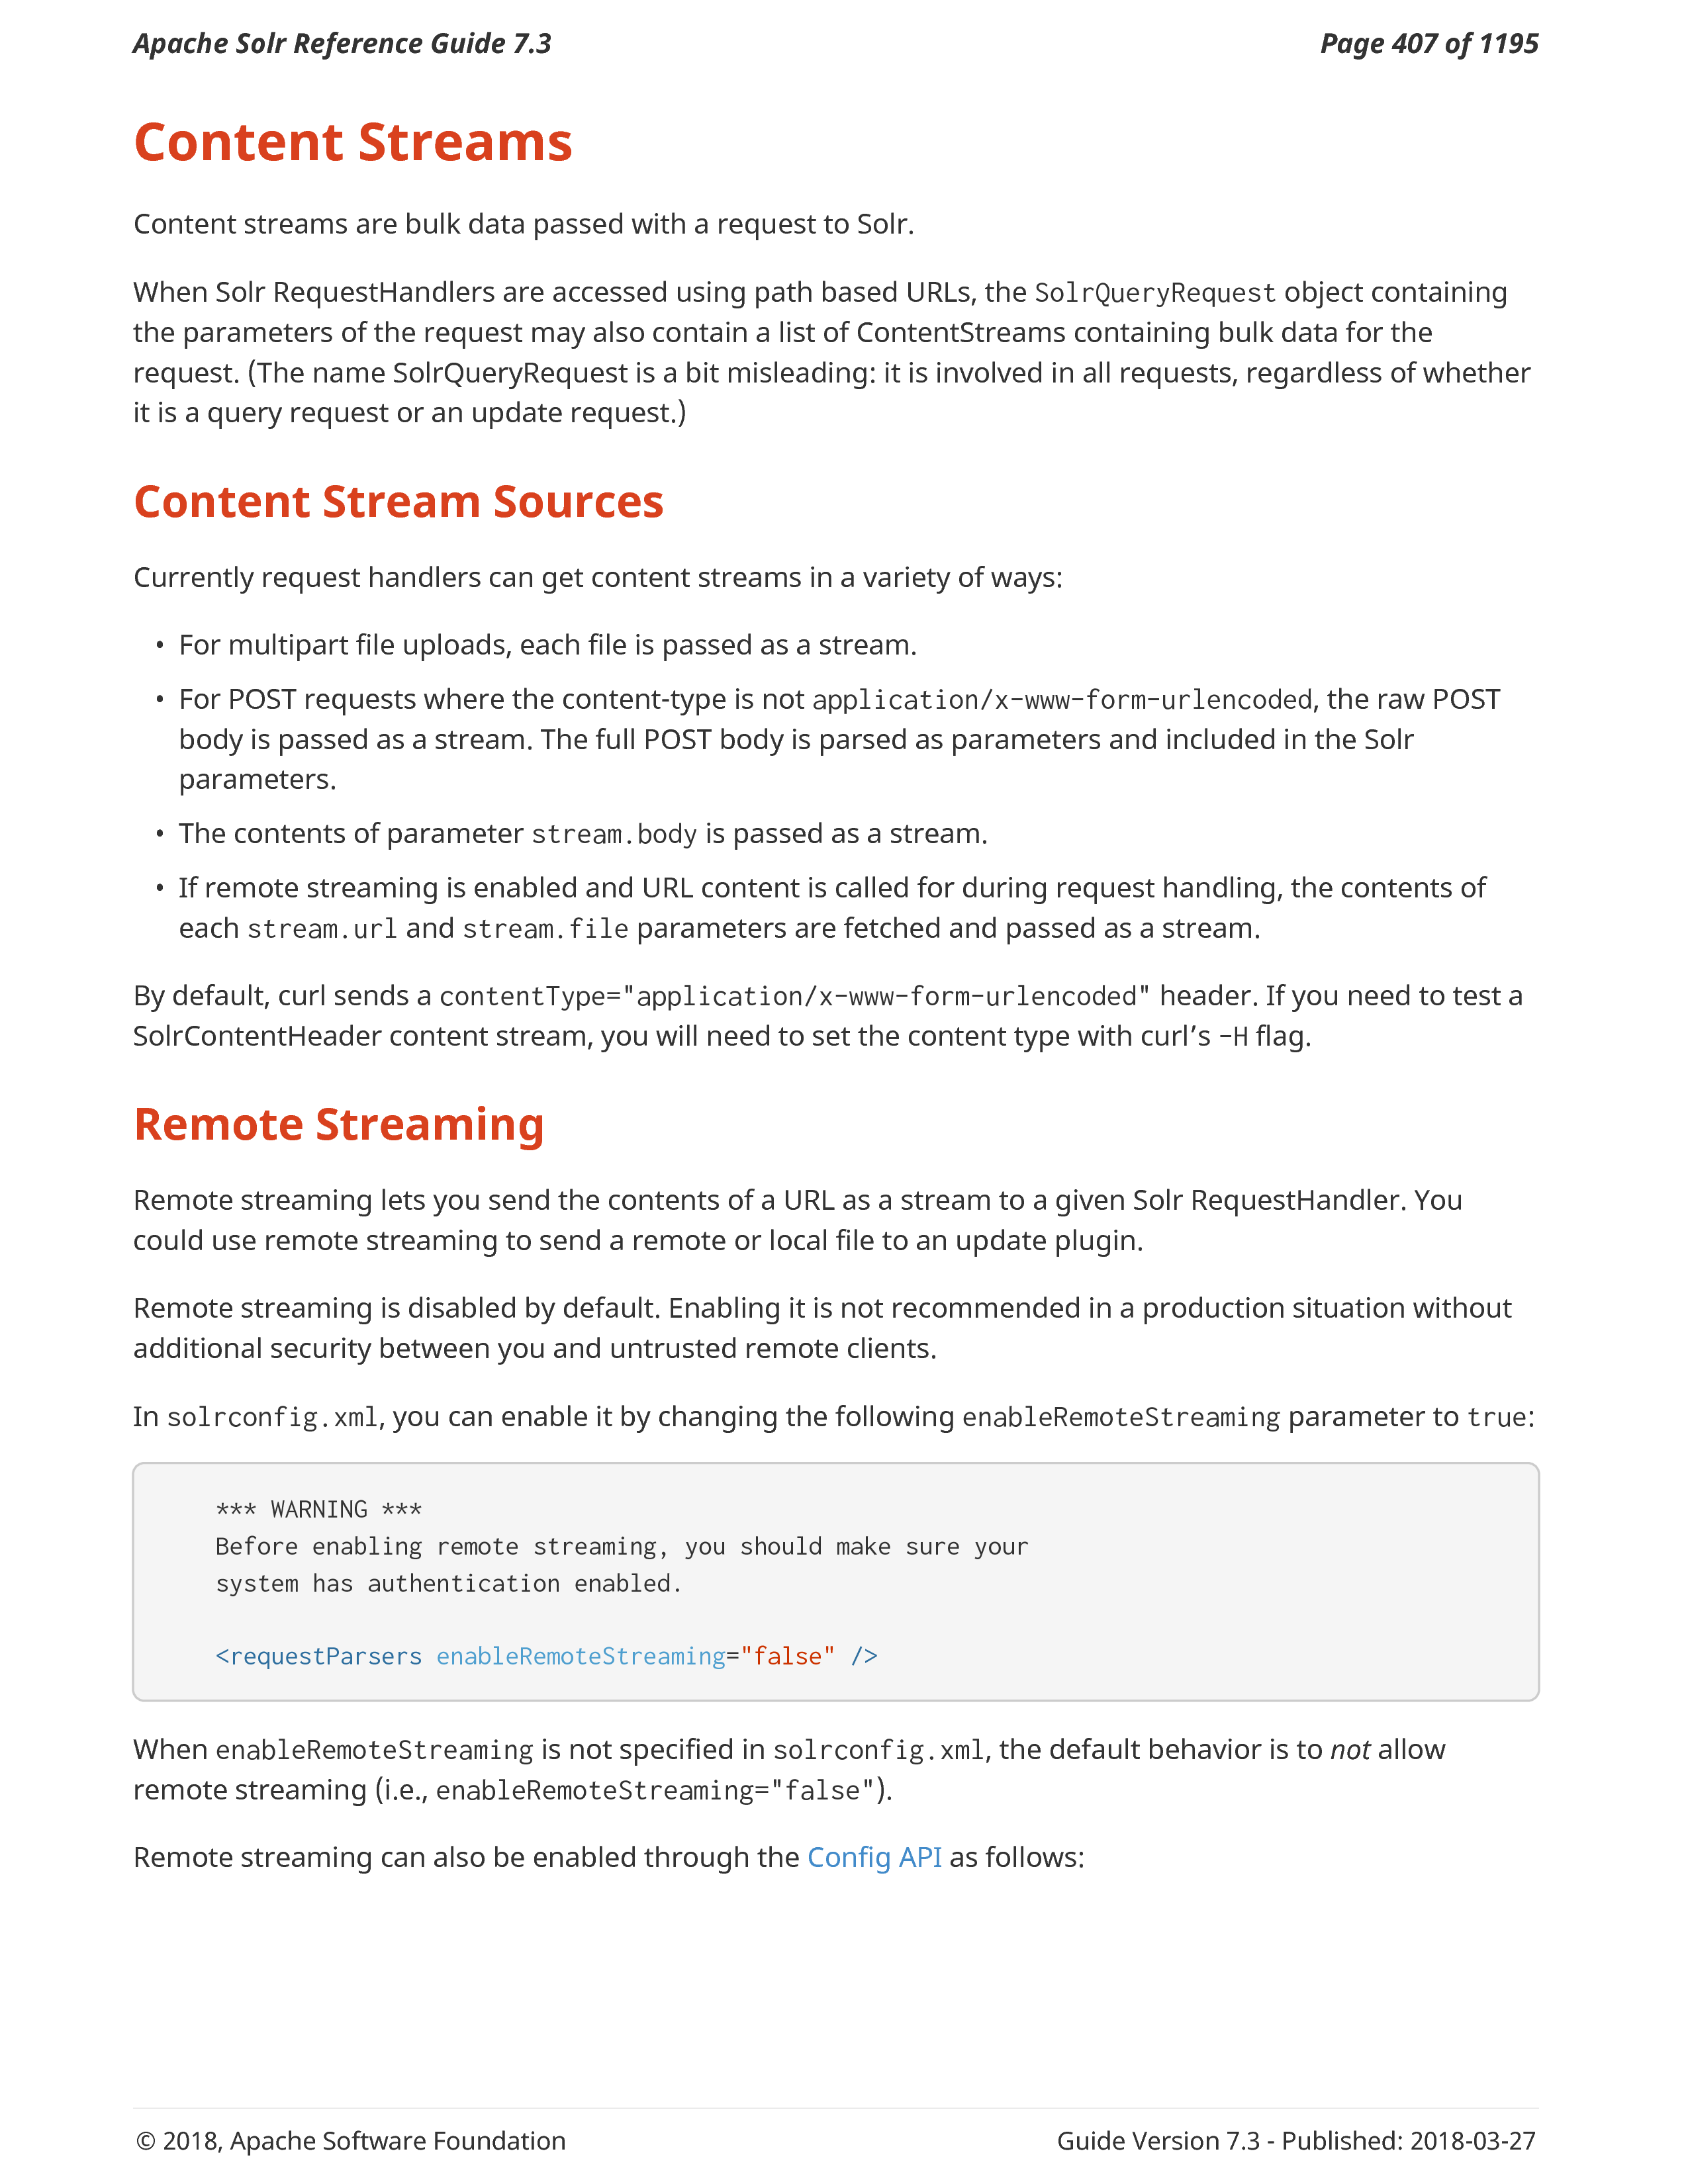 Apache Solr Reference Guide 7.3
Page 407 of 1195
Content Streams
Content streams are bulk data passed with a request to Solr.
When Solr RequestHandlers are accessed using path based URLs, the SolrQueryRequest object containing
the parameters of the request may also contain a list of ContentStreams containing bulk data for the
request. (The name SolrQueryRequest is a bit misleading: it is involved in all requests, regardless of whether
it is a query request or an update request.)
Content Stream Sources
Currently request handlers can get content streams in a variety of ways:
• For multipart file uploads, each file is passed as a stream.
• For POST requests where the content-type is not application/x-www-form-urlencoded, the raw POST
body is passed as a stream. The full POST body is parsed as parameters and included in the Solr
parameters.
• The contents of parameter stream.body is passed as a stream.
• If remote streaming is enabled and URL content is called for during request handling, the contents of
each stream.url and stream.file parameters are fetched and passed as a stream.
By default, curl sends a contentType="application/x-www-form-urlencoded" header. If you need to test a
SolrContentHeader content stream, you will need to set the content type with curl’s -H flag.
Remote Streaming
Remote streaming lets you send the contents of a URL as a stream to a given Solr RequestHandler. You
could use remote streaming to send a remote or local file to an update plugin.
Remote streaming is disabled by default. Enabling it is not recommended in a production situation without
additional security between you and untrusted remote clients.
In solrconfig.xml, you can enable it by changing the following enableRemoteStreaming parameter to true:
*** WARNING ***
Before enabling remote streaming, you should make sure your
system has authentication enabled.
<requestParsers enableRemoteStreaming="false" />
When enableRemoteStreaming is not specified in solrconfig.xml, the default behavior is to not allow
remote streaming (i.e., enableRemoteStreaming="false").
Remote streaming can also be enabled through the Config API as follows:
© 2018, Apache Software Foundation
Guide Version 7.3 - Published: 2018-03-27